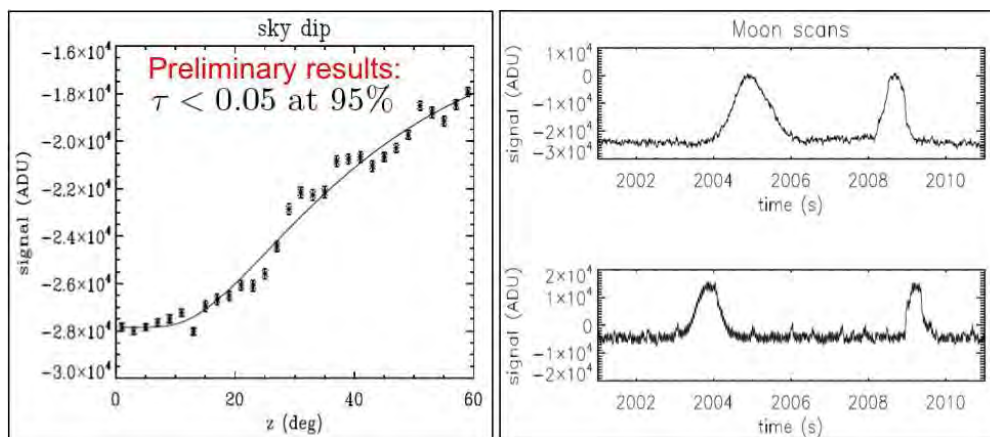 sky dip
Preliminary results:
τ < 0.05 at 95%
−1.6×10⁴
−1.8×10⁴
−2.0×10⁴
−2.2×10⁴
−2.4×10⁴
−2.6×10⁴
−2.8×10⁴
−3.0×10⁴
signal (ADU)
0 20 40 60
z (deg)
Moon scans
1×10⁴
0
−1×10⁴
−2×10⁴
−3×10⁴
signal (ADU)
2002 2004 2006 2008 2010
time (s)
2×10⁴
1×10⁴
0
−1×10⁴
−2×10⁴
signal (ADU)
2002 2004 2006 2008 2010
time (s)